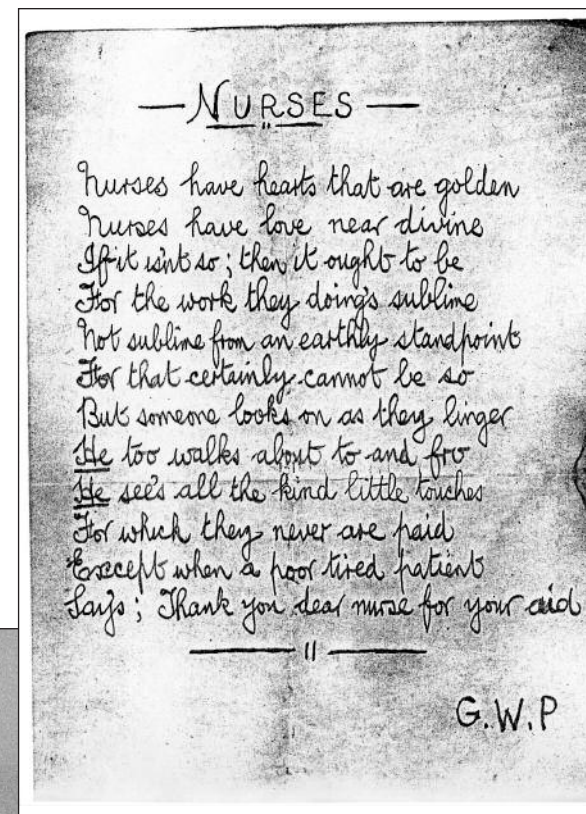 — NURSES —
Nurses have hearts that are golden
Nurses have love near divine
If it isn't so; then it ought to be
For the work they doing's sublime
Not sublime from an earthly standpoint
For that certainly cannot be so
But someone looks on as they linger
He too walks about to and fro
He see's all the kind little touches
For which they never are paid
Except when a poor tired patient
Say's; Thank you dear nurse for your aid
— 11 —
G.W.P